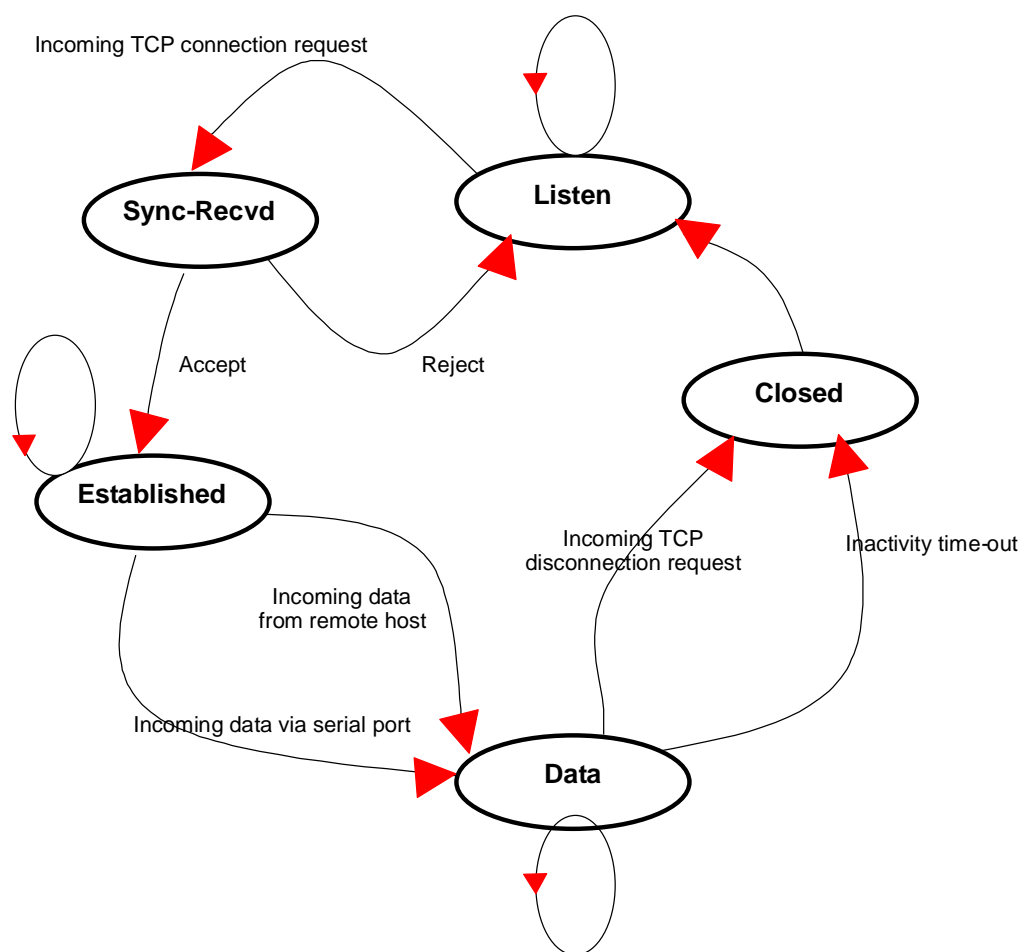 Incoming TCP connection request
Listen
Sync-Recvd
Accept
Reject
Closed
Established
Incoming TCP
disconnection request
Inactivity time-out
Incoming data
from remote host
Incoming data via serial port
Data